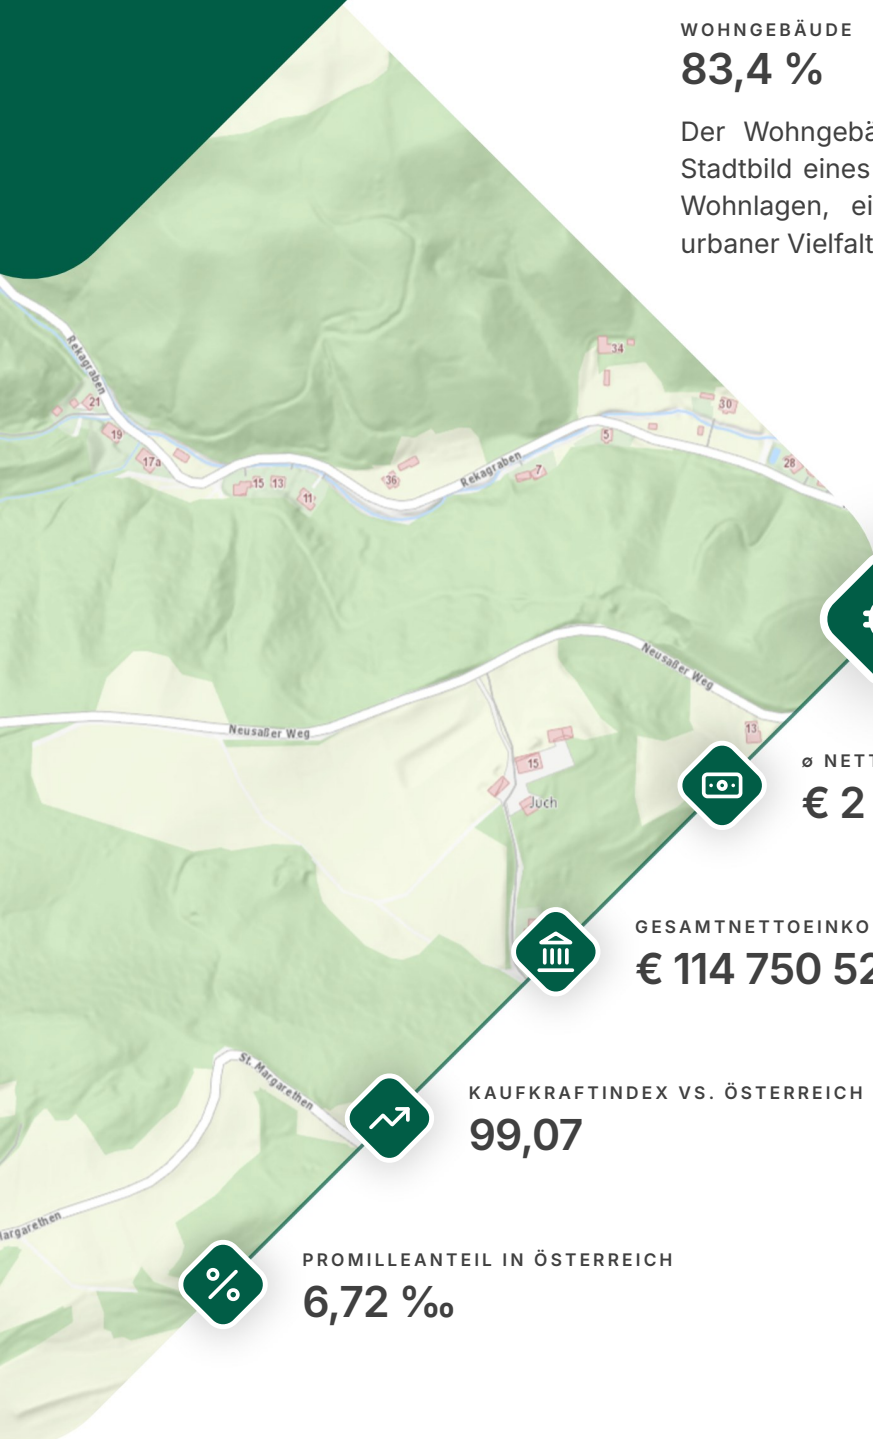 WOHNGEBÄUDE
83,4 %
Der Wohngebä
Stadtbild eines
Wohnlagen, ei
urbaner Vielfalt
34
Rekagraben
21
30
19
5
17a
28
Rekagraben
7
36
15 13
11
Neusaßer Weg
Neusaßer Weg
13
15
Juch
ø NETT
€ 2
GESAMTNETTOEINKO
€ 114 750 52
St. Margarethen
KAUFKRAFTINDEX VS. ÖSTERREICH
99,07
argarethen
PROMILLEANTEIL IN ÖSTERREICH
6,72 ‰